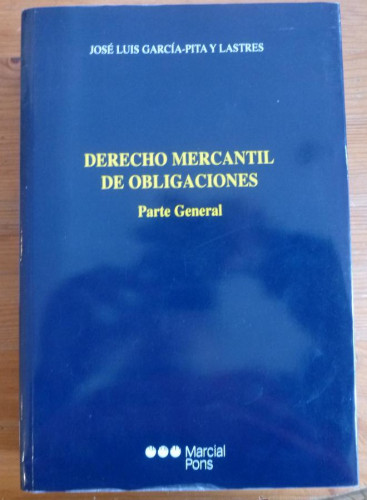 JOSÉ LUIS GARCÍA-PITA Y LASTRES
DERECHO MERCANTIL
DE OBLIGACIONES
Parte General
Marcial
Pons